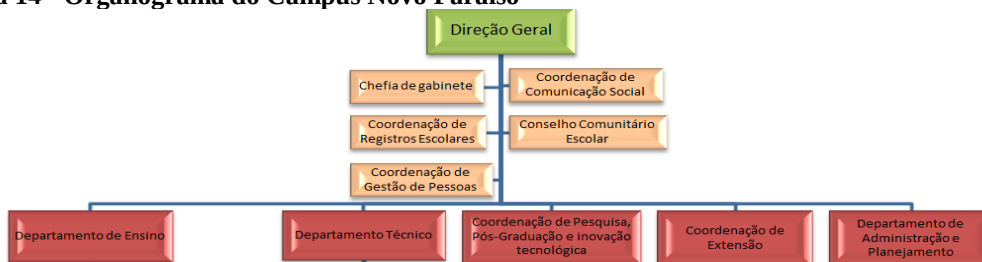 14 - Organograma do Câmpus Novo Paraíso
Direção Geral
Chefia de gabinete
Coordenação de
Comunicação Social
Coordenação de
Registros Escolares
Conselho Comunitário
Escolar
Coordenação de
Gestão de Pessoas
Departamento de Ensino
Departamento Técnico
Coordenação de Pesquisa,
Pós-Graduação e inovação
tecnológica
Coordenação de
Extensão
Departamento de
Administração e
Planejamento